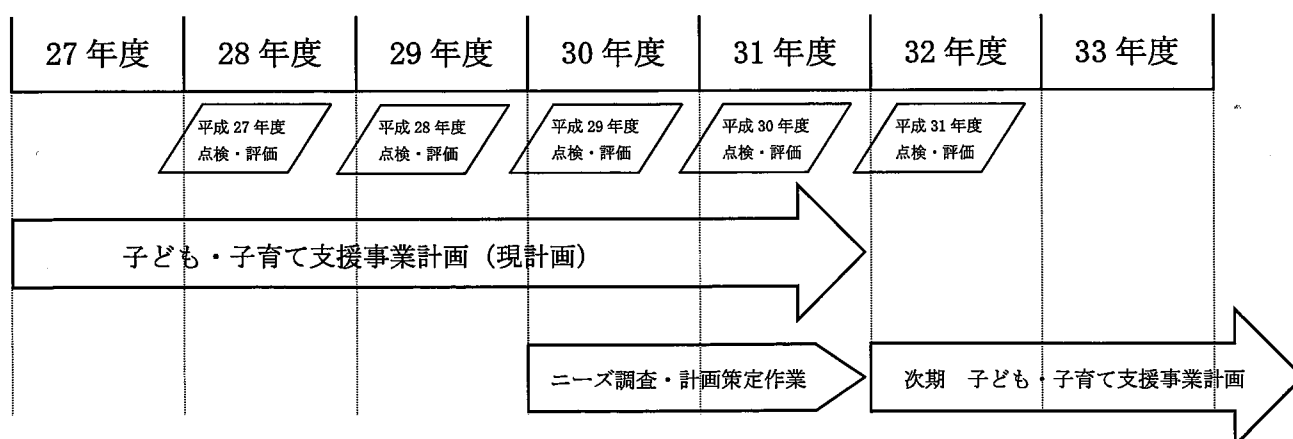 27年度 28年度 29年度 30年度 31年度 32年度 33年度
平成27年度
点検・評価
平成28年度
点検・評価
平成29年度
点検・評価
平成30年度
点検・評価
平成31年度
点検・評価
子ども・子育て支援事業計画（現計画）
ニーズ調査・計画策定作業
次期　子ども・子育て支援事業計画